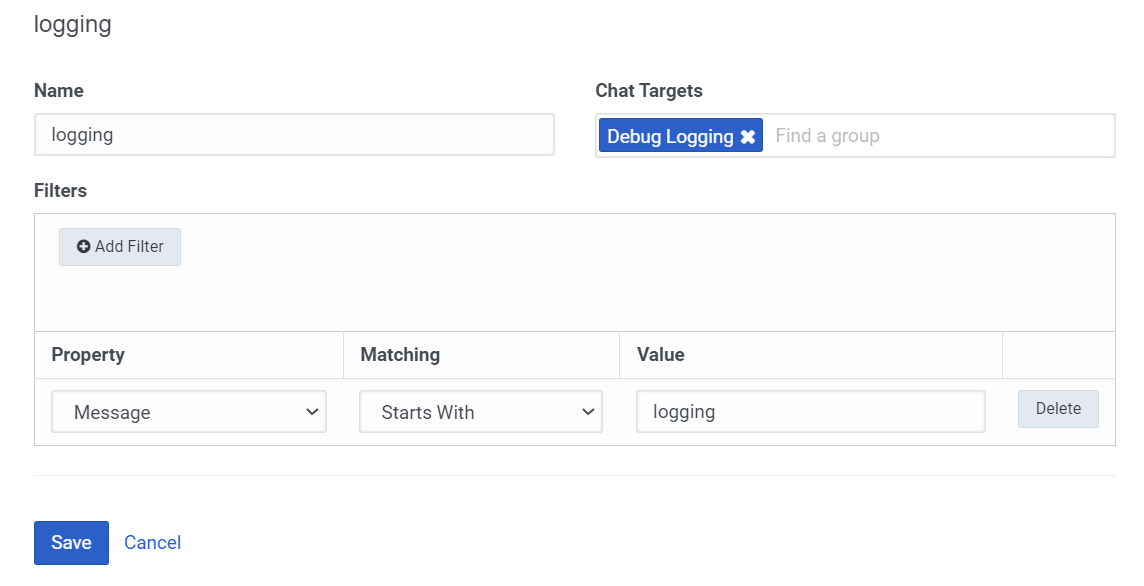 logging
Name
Chat Targets
logging
Debug Logging ✖ Find a group
Filters
Add Filter
Property Matching Value
Message Starts With logging Delete
Save Cancel